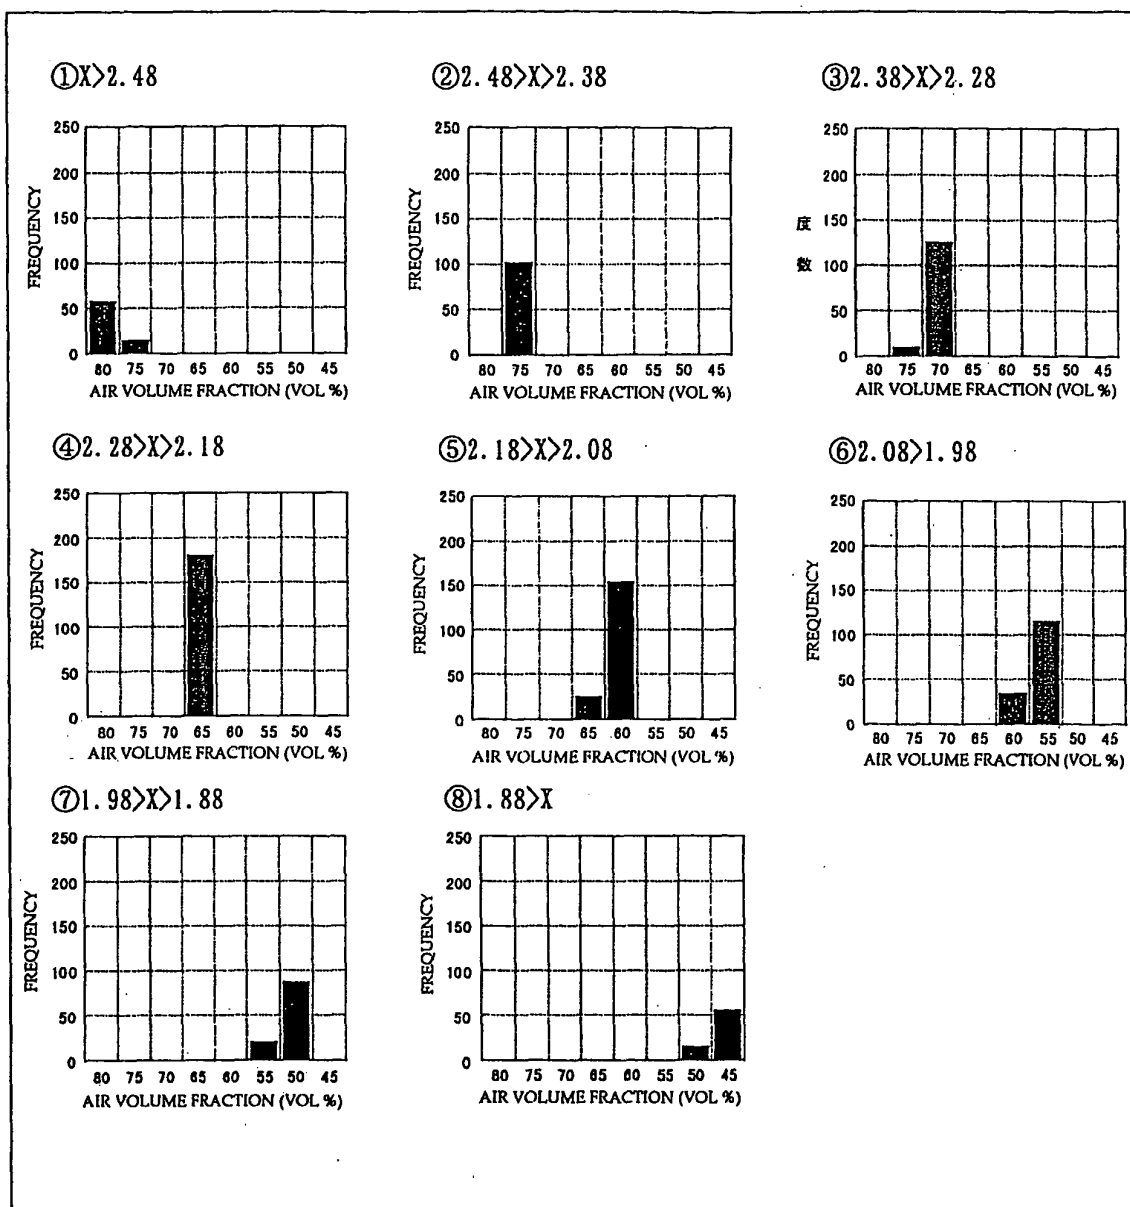 ①X>2.48
FREQUENCY
250
200
150
100
50
0
80 75 70 65 60 55 50 45
AIR VOLUME FRACTION (VOL %)
②2.48>X>2.38
FREQUENCY
250
200
150
100
50
0
80 75 70 65 60 55 50 45
AIR VOLUME FRACTION (VOL %)
③2.38>X>2.28
度数
250
200
150
100
50
0
80 75 70 65 60 55 50 45
AIR VOLUME FRACTION (VOL %)
④2.28>X>2.18
FREQUENCY
250
200
150
100
50
0
80 75 70 65 60 55 50 45
AIR VOLUME FRACTION (VOL %)
⑤2.18>X>2.08
FREQUENCY
250
200
150
100
50
0
80 75 70 65 60 55 50 45
AIR VOLUME FRACTION (VOL %)
⑥2.08>1.98
FREQUENCY
250
200
150
100
50
0
80 75 70 65 60 55 50 45
AIR VOLUME FRACTION (VOL %)
⑦1.98>X>1.88
FREQUENCY
250
200
150
100
50
0
80 75 70 65 60 55 50 45
AIR VOLUME FRACTION (VOL %)
⑧1.88>X
FREQUENCY
250
200
150
100
50
0
80 75 70 65 60 55 50 45
AIR VOLUME FRACTION (VOL %)